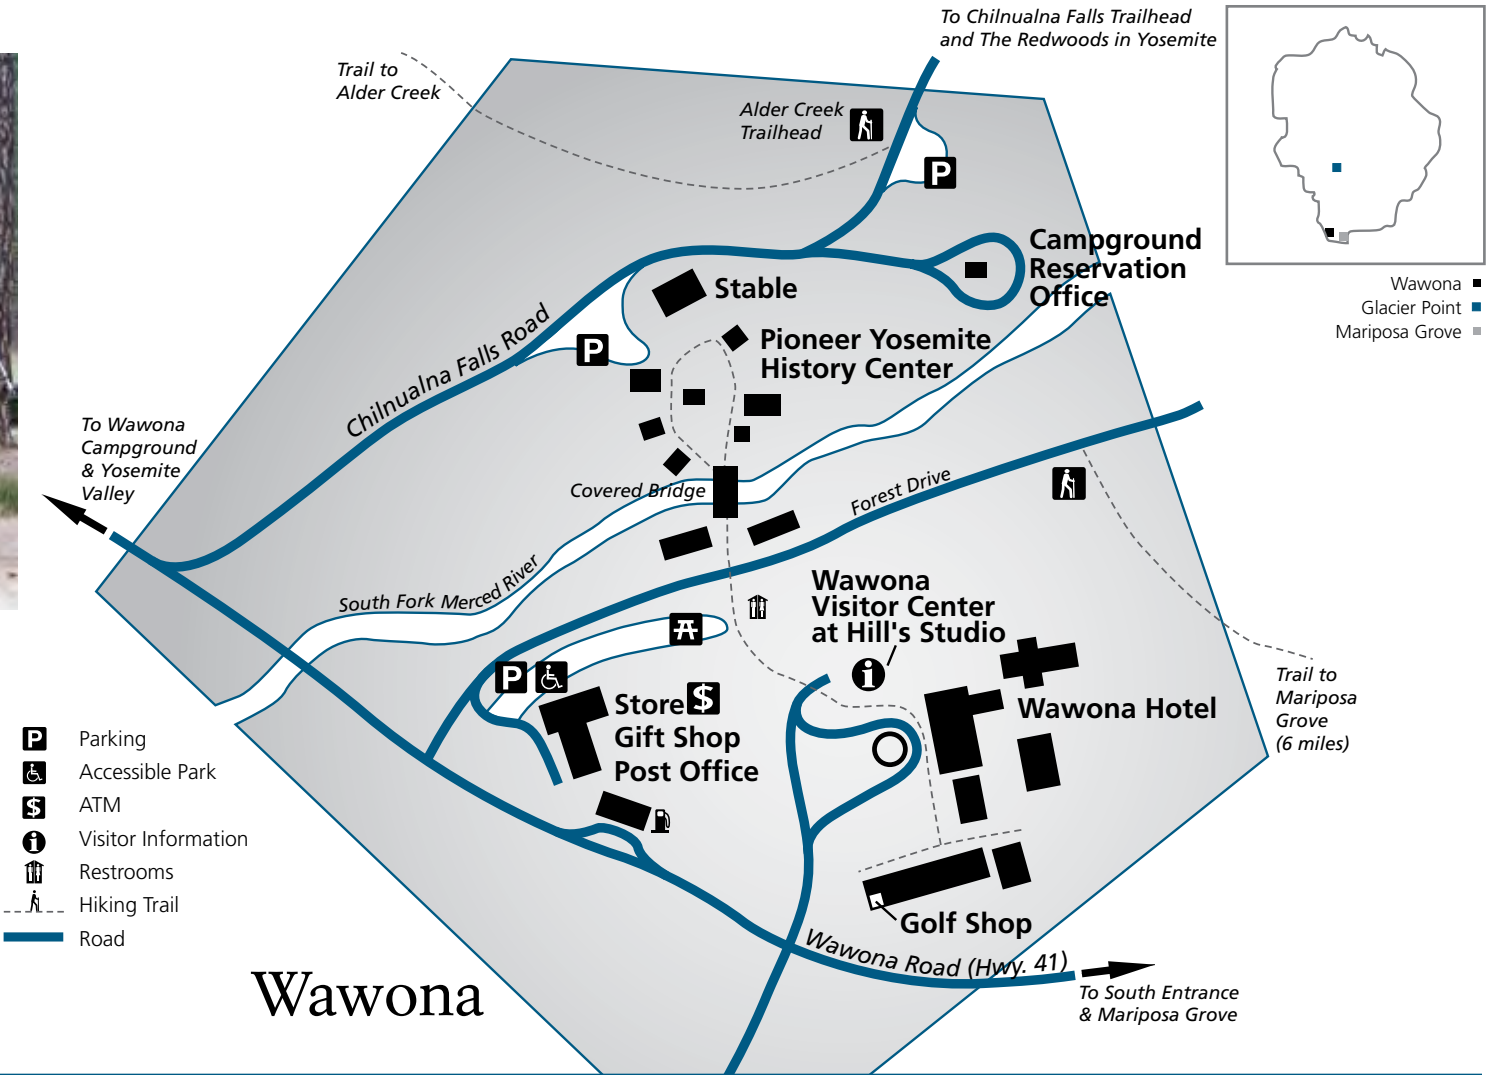 To Chilnualna Falls Trailhead
and The Redwoods in Yosemite
Trail to
Alder Creek
Alder Creek
Trailhead
P
Campground
Reservation
Office
Wawona
Glacier Point
Mariposa Grove
Stable
Chilnualna Falls Road
P
Pioneer Yosemite
History Center
To Wawona
Campground
& Yosemite
Valley
Covered Bridge
Forest Drive
South Fork Merced River
Wawona
Visitor Center
at Hill's Studio
i
P
Store $
Gift Shop
Post Office
Wawona Hotel
Trail to
Mariposa
Grove
(6 miles)
P Parking
Accessible Park
$ ATM
i Visitor Information
Restrooms
Hiking Trail
Road
Golf Shop
Wawona Road (Hwy. 41)
To South Entrance
& Mariposa Grove
Wawona